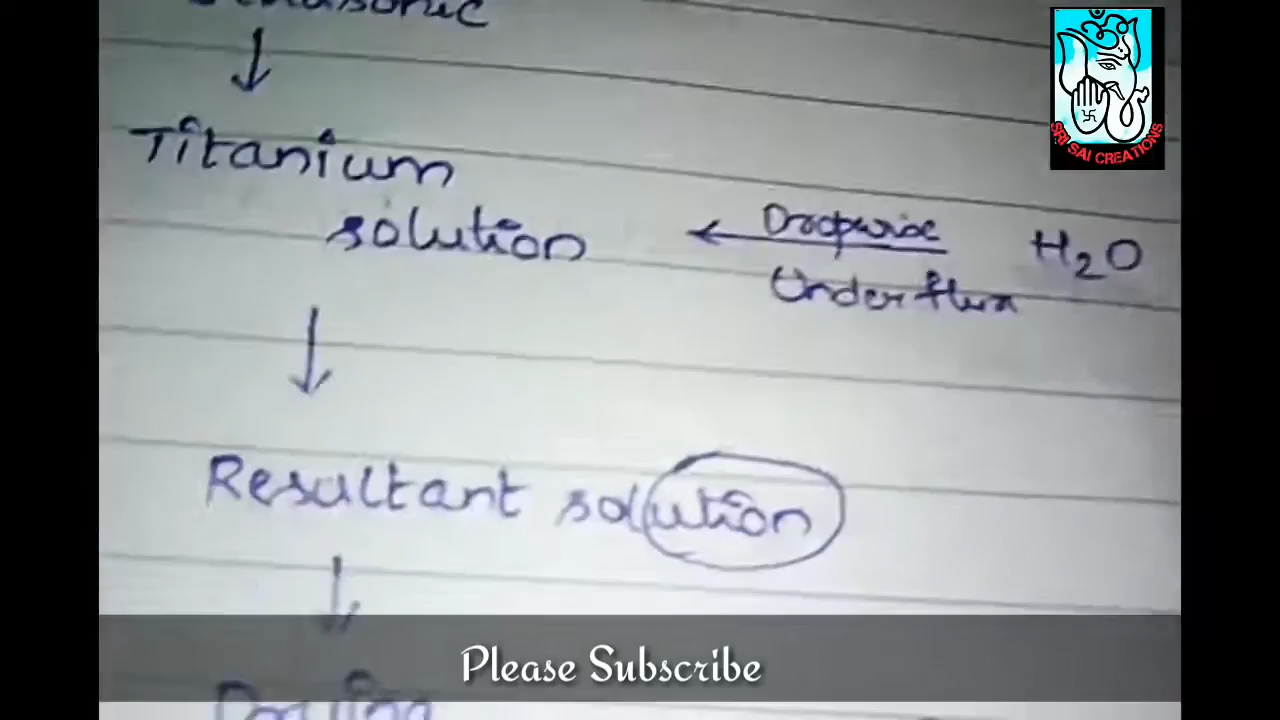 Titanium
solution
Dropwise
H2O
Under flux
Resultant solution
Please Subscribe
SRI SAI CREATIONS